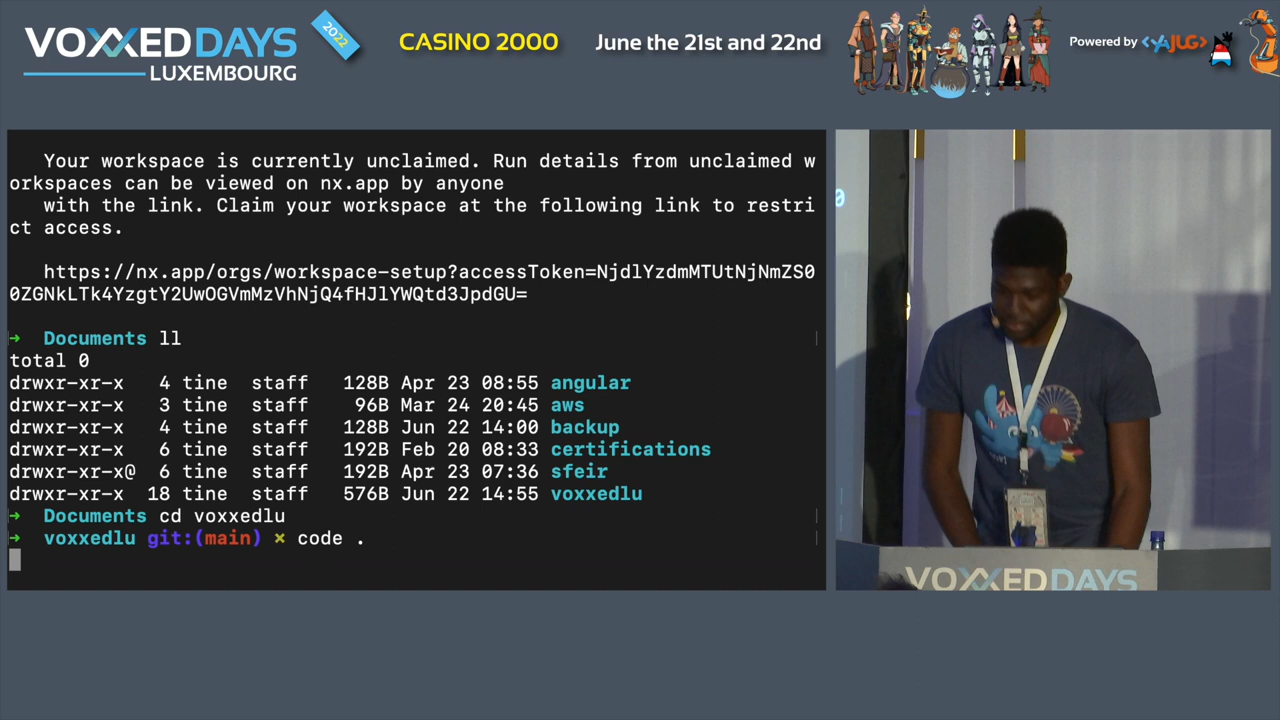 VOXXED DAYS
LUXEMBOURG
2022
CASINO 2000
June the 21st and 22nd
Powered by <YAJUG>
Your workspace is currently unclaimed. Run details from unclaimed w
orkspaces can be viewed on nx.app by anyone
with the link. Claim your workspace at the following link to restri
ct access.
https://nx.app/orgs/workspace-setup?accessToken=NjdlYzdmMTUtNjNmZS0
0ZGNkLTk4YzgtY2UwOGVmMzVhNjQ4fHJlYWQtd3JpdGU=
→ Documents ll
total 0
drwxr-xr-x 4 tine staff 128B Apr 23 08:55 angular
drwxr-xr-x 3 tine staff 96B Mar 24 20:45 aws
drwxr-xr-x 4 tine staff 128B Jun 22 14:00 backup
drwxr-xr-x 6 tine staff 192B Feb 20 08:33 certifications
drwxr-xr-x@ 6 tine staff 192B Apr 23 07:36 sfeir
drwxr-xr-x 18 tine staff 576B Jun 22 14:55 voxxedlu
→ Documents cd voxxedlu
→ voxxedlu git:(main) × code .
0
VOXXED DAYS